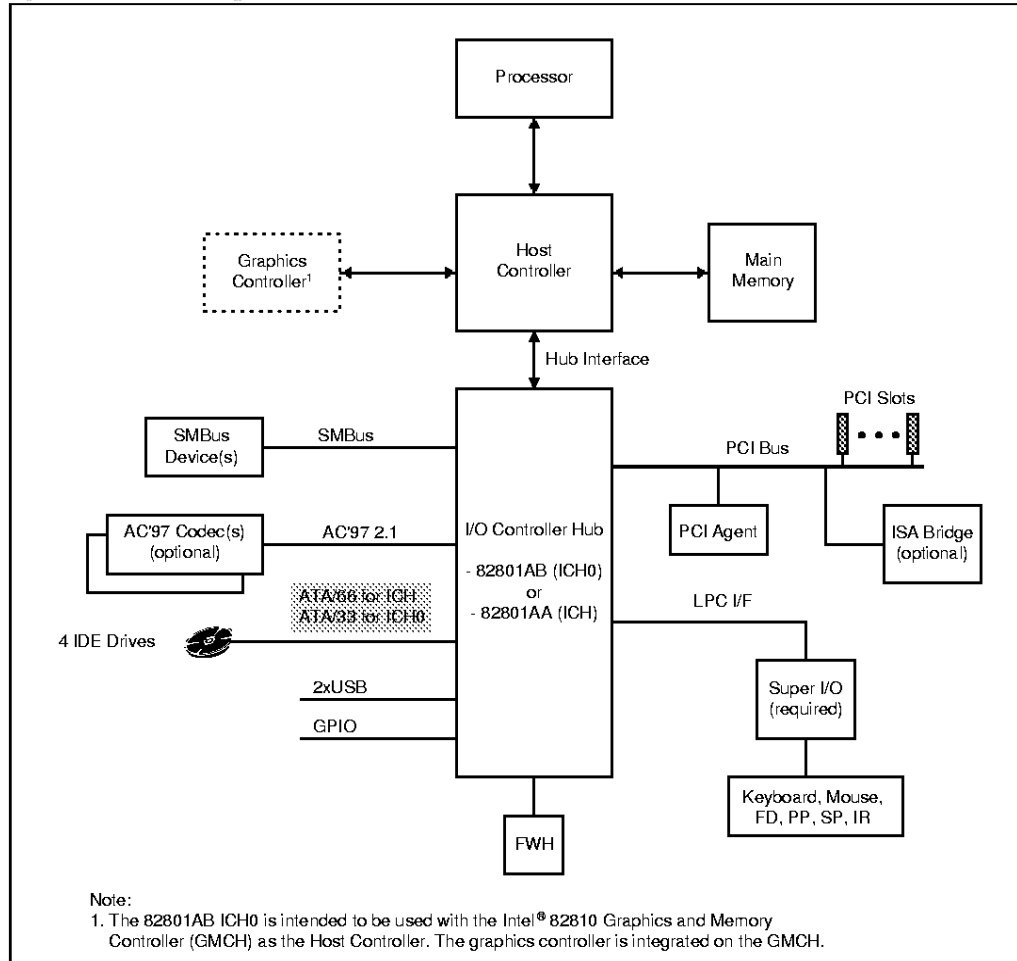 Processor
Graphics
Controller¹
Host
Controller
Main
Memory
Hub Interface
PCI Slots
SMBus
Device(s)
SMBus
PCI Bus
AC'97 Codec(s)
(optional)
AC'97 2.1
I/O Controller Hub
- 82801AB (ICH0)
or
- 82801AA (ICH)
PCI Agent
ISA Bridge
(optional)
ATA/66 for ICH
ATA/33 for ICH0
LPC I/F
4 IDE Drives
2xUSB
GPIO
Super I/O
(required)
Keyboard, Mouse,
FD, PP, SP, IR
FWH
Note:
1. The 82801AB ICH0 is intended to be used with the Intel® 82810 Graphics and Memory
Controller (GMCH) as the Host Controller. The graphics controller is integrated on the GMCH.